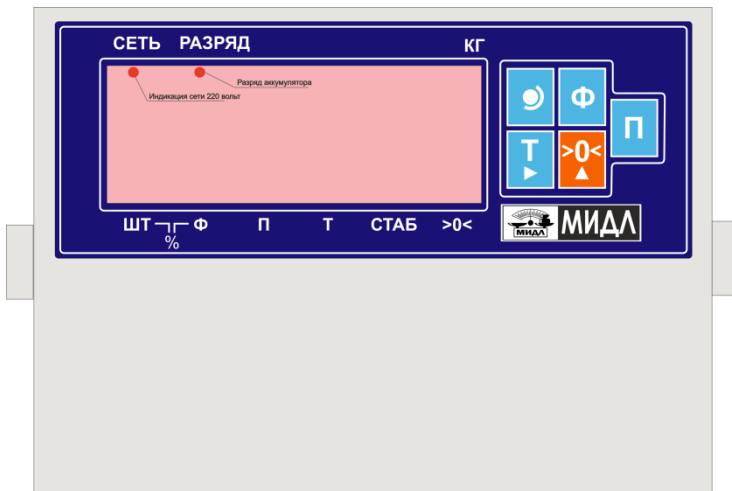 СЕТЬ РАЗРЯД КГ
Разряд аккумулятора
Индикация сети 220 вольт
Ф
П
Т
>0<
ШТ Ф П Т СТАБ >0<
%
МИДЛ МИДЛ